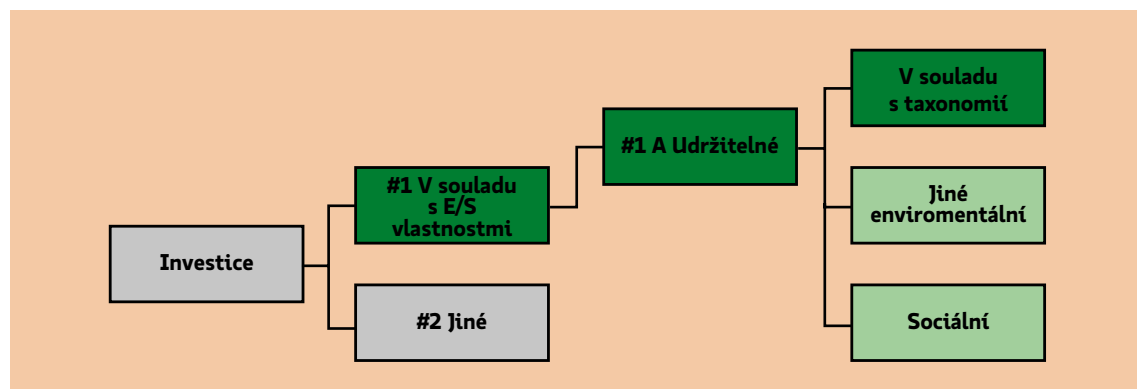 Investice
#1 V souladu
s E/S
vlastnostmi
#2 Jiné
#1 A Udržitelné
V souladu
s taxonomií
Jiné
enviromentální
Sociální